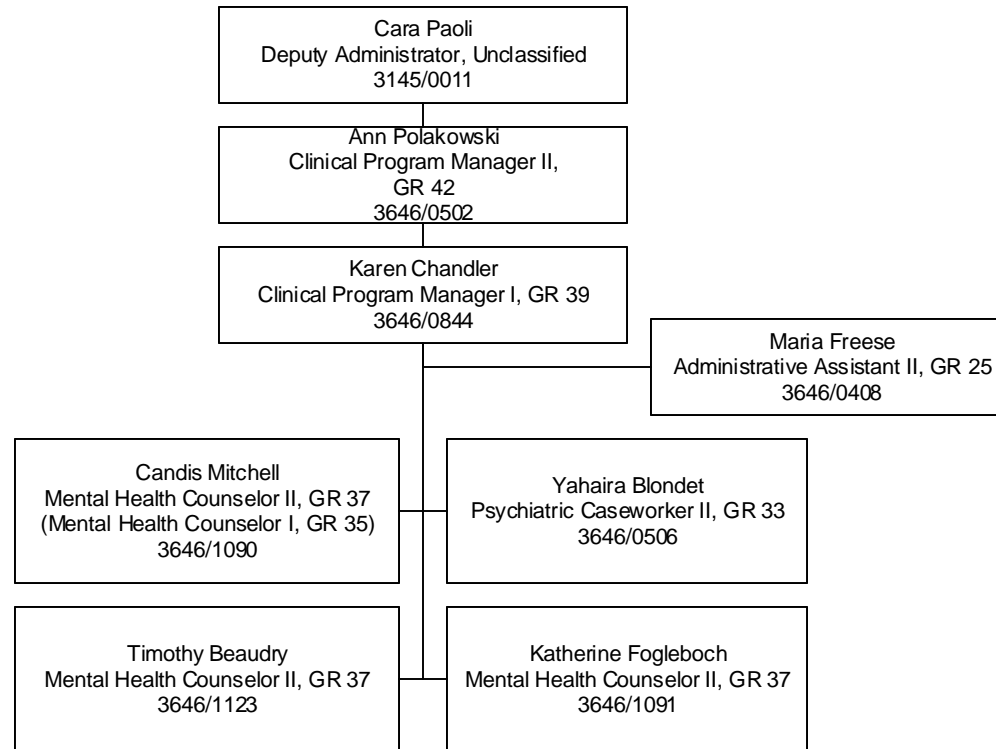 Cara Paoli
Deputy Administrator, Unclassified
3145/0011
Ann Polakowski
Clinical Program Manager II,
GR 42
3646/0502
Karen Chandler
Clinical Program Manager I, GR 39
3646/0844
Maria Freese
Administrative Assistant II, GR 25
3646/0408
Candis Mitchell
Mental Health Counselor II, GR 37
(Mental Health Counselor I, GR 35)
3646/1090
Yahaira Blondet
Psychiatric Caseworker II, GR 33
3646/0506
Timothy Beaudry
Mental Health Counselor II, GR 37
3646/1123
Katherine Fogleboch
Mental Health Counselor II, GR 37
3646/1091